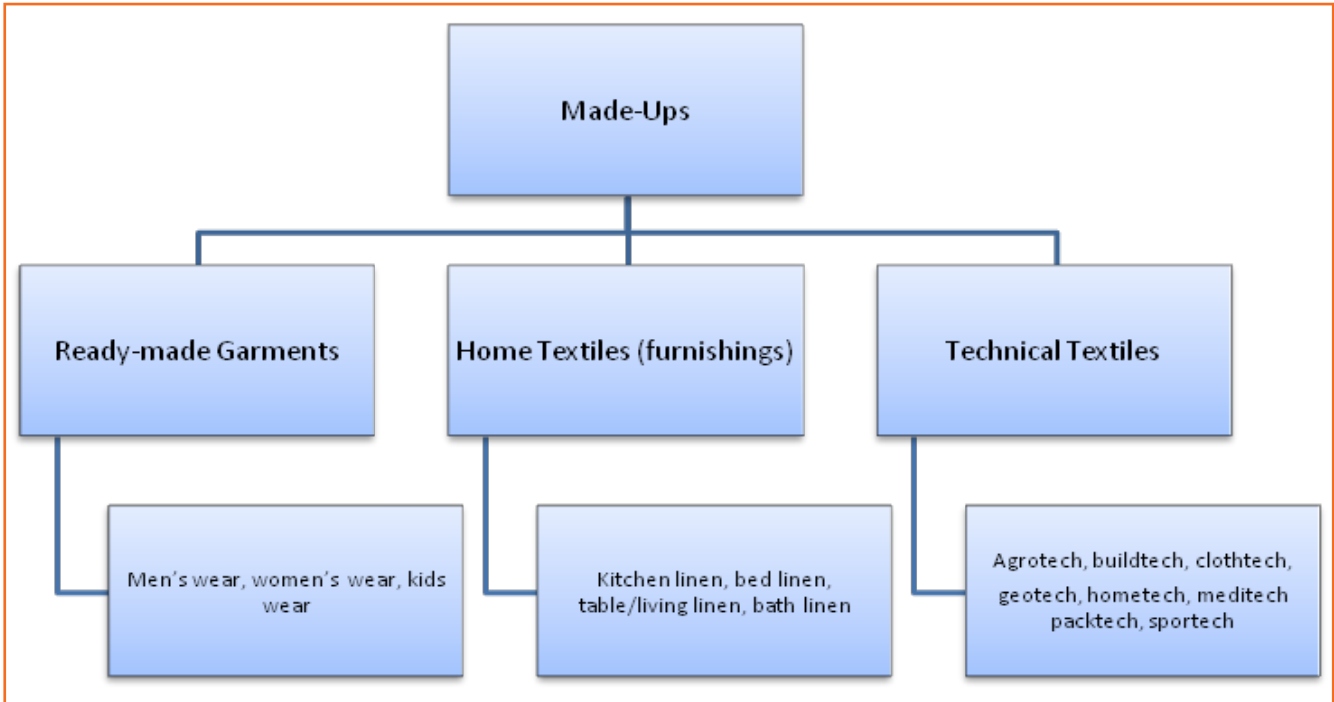 Made-Ups
Ready-made Garments
Home Textiles (furnishings)
Technical Textiles
Men's wear, women's wear, kids
wear
Kitchen linen, bed linen,
table/living linen, bath linen
Agrotech, buildtech, clothtech,
geotech, hometech, meditech
packtech, sportech